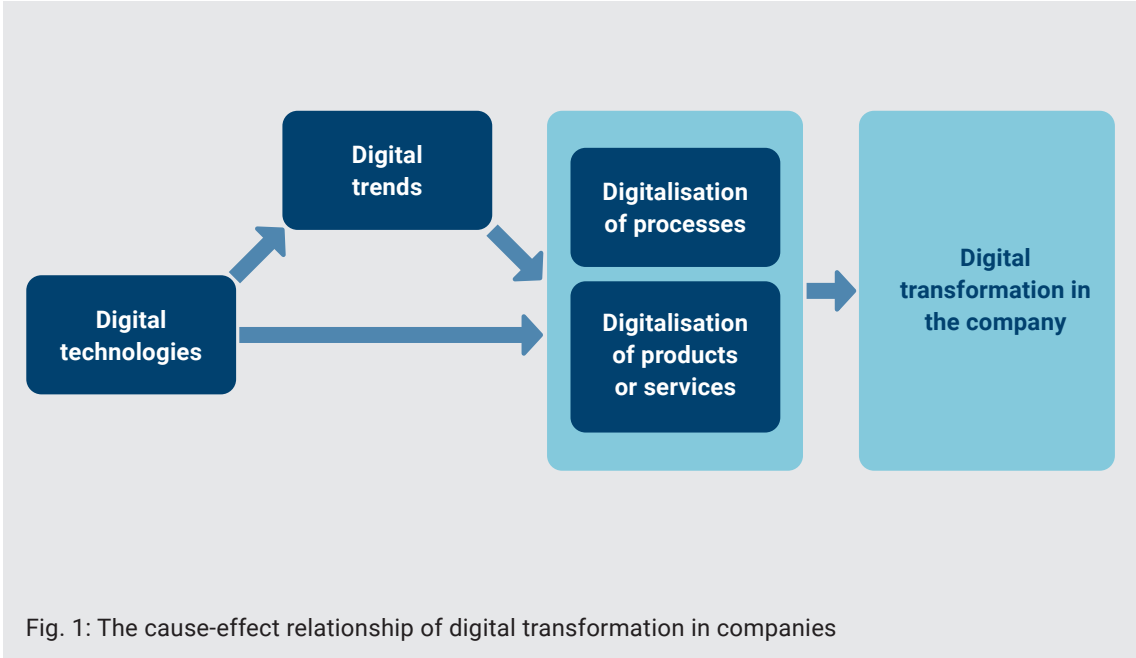 Digital
trends
Digital
technologies
Digitalisation
of processes
Digitalisation
of products
or services
Digital
transformation in
the company
Fig. 1: The cause-effect relationship of digital transformation in companies